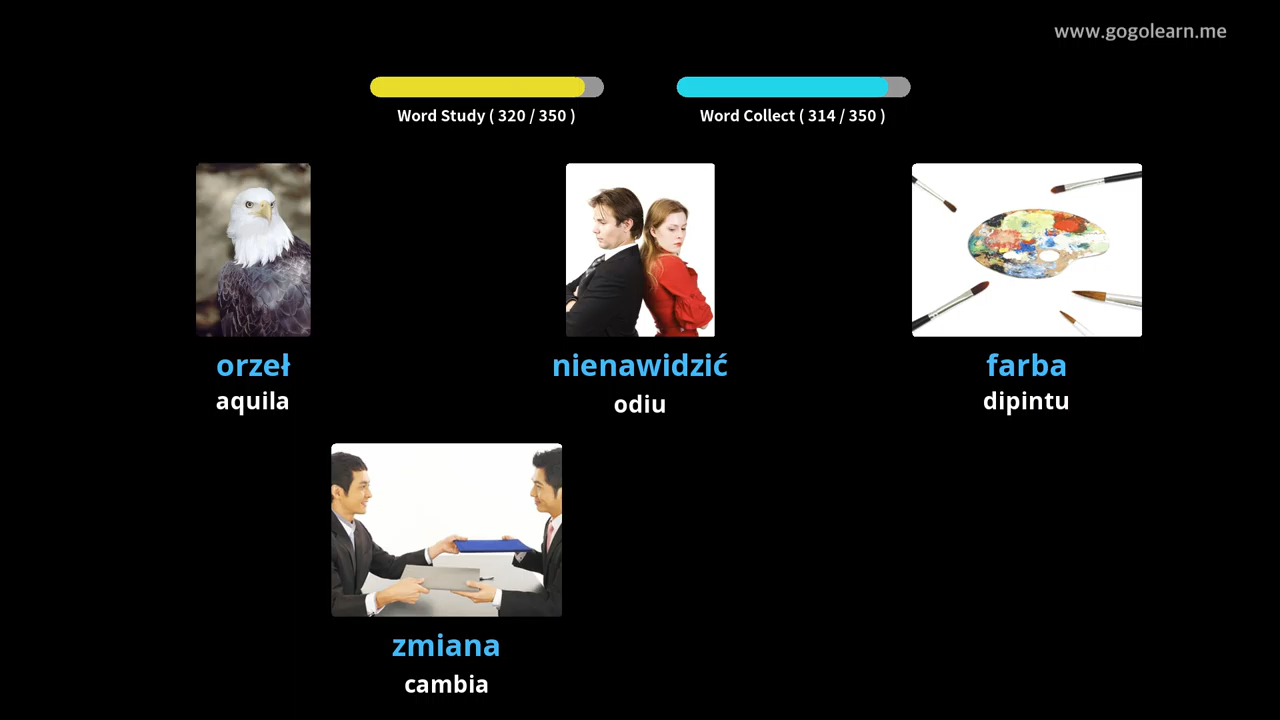 www.gogolearn.me
Word Study ( 320 / 350 )
Word Collect ( 314 / 350 )
orzeł
aquila
nienawidzić
odiu
farba
dipintu
zmiana
cambia